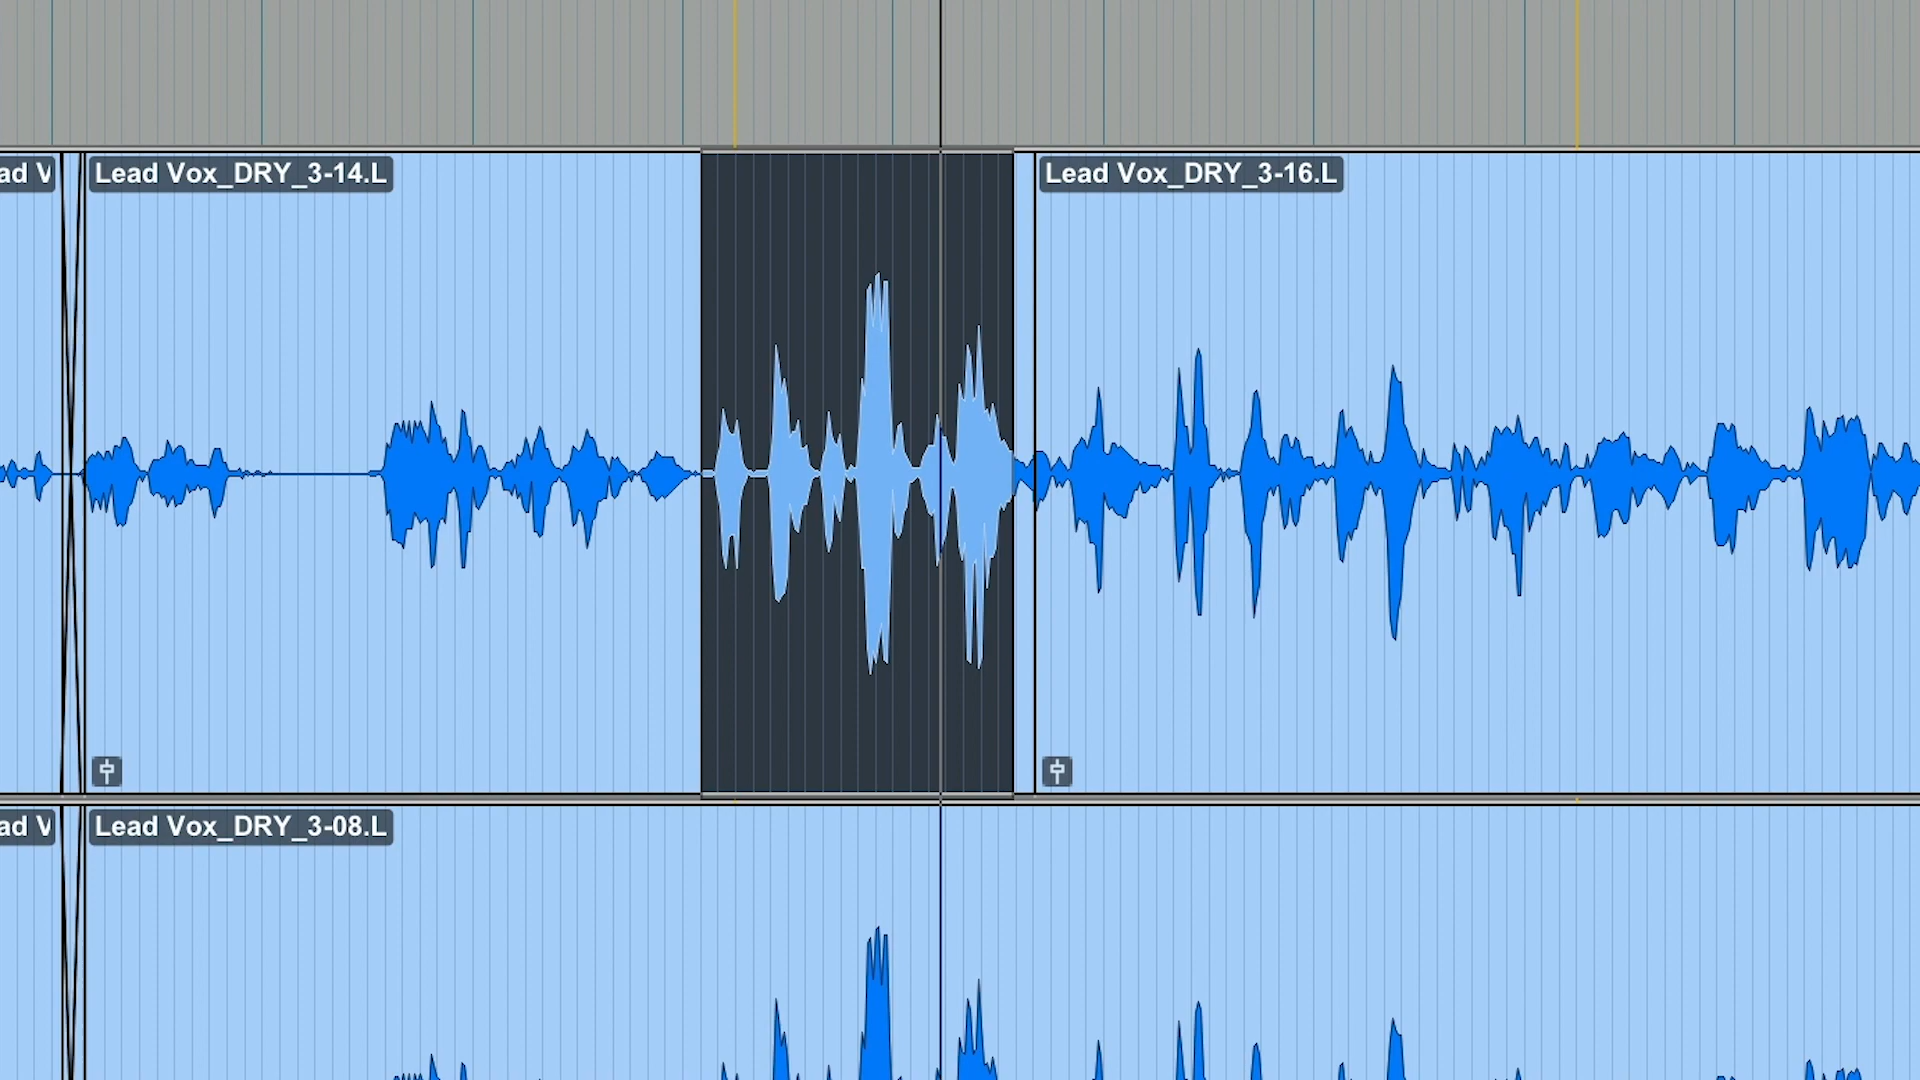 ad V
Lead Vox_DRY_3-14.L
Lead Vox_DRY_3-16.L
ad V
Lead Vox_DRY_3-08.L